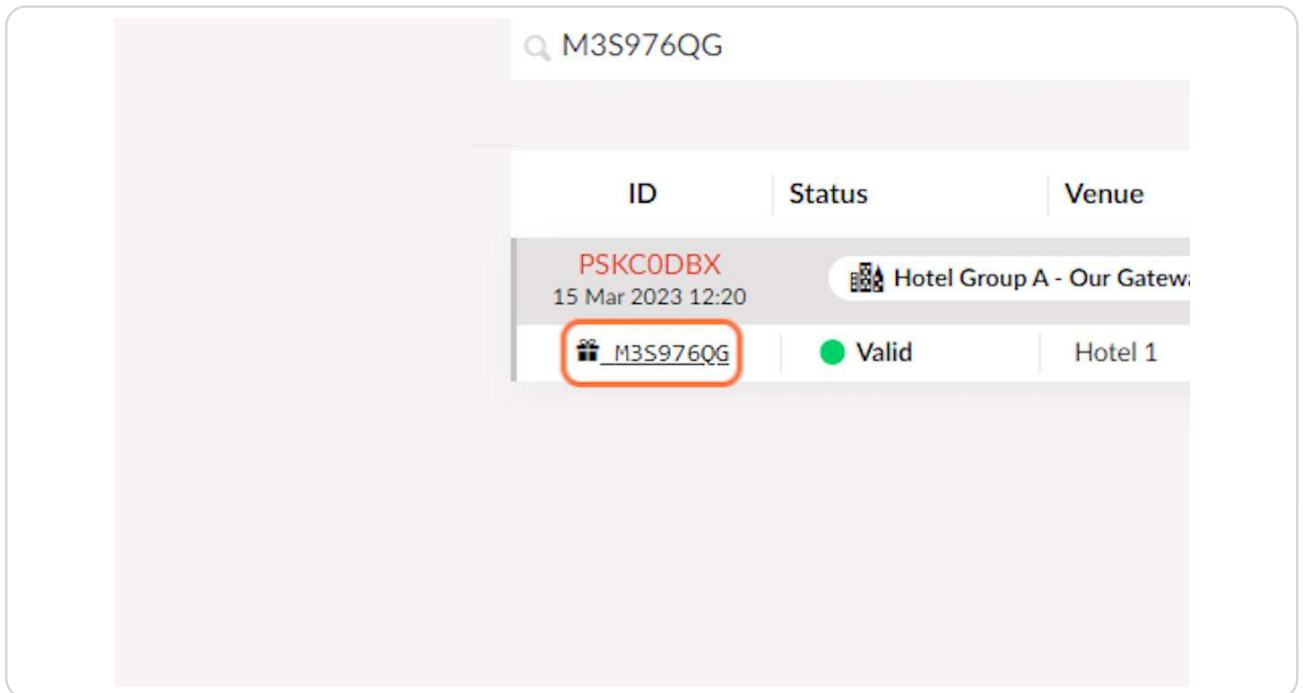 M3S976QG
ID Status Venue
PSKC0DBX
Hotel Group A - Our Gatew
15 Mar 2023 12:20
M3S976QG Valid Hotel 1